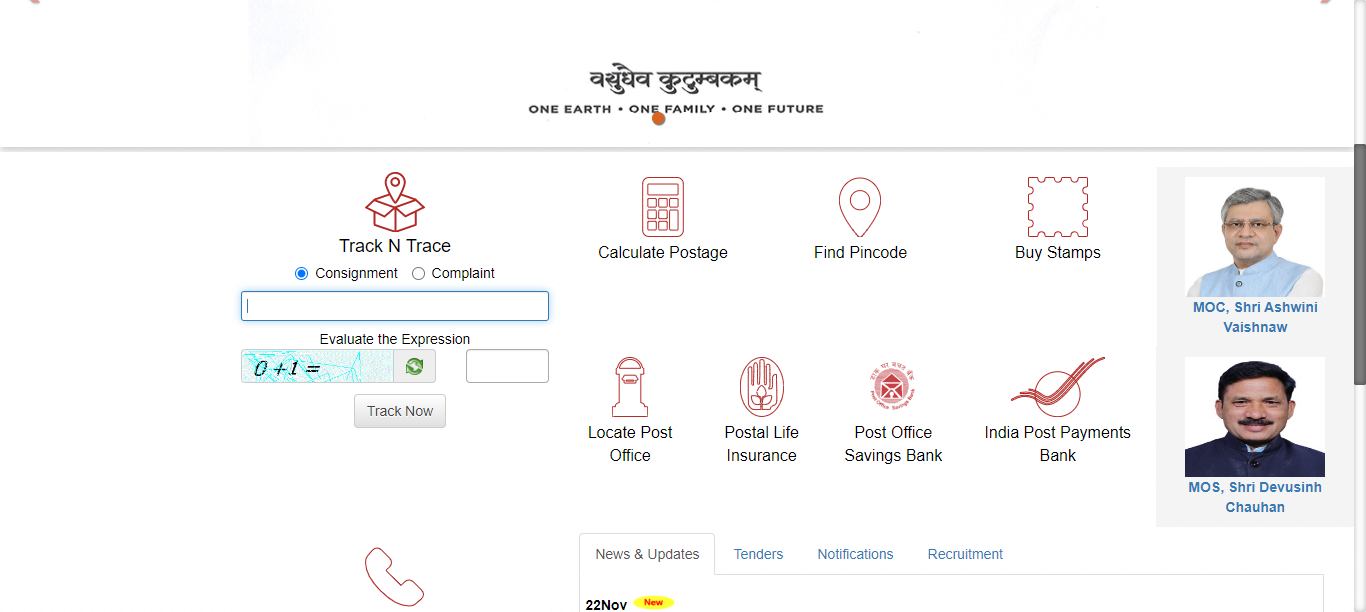 वसुधैव कुटुम्बकम्
ONE EARTH • ONE FAMILY • ONE FUTURE
Track N Trace
Consignment Complaint
Evaluate the Expression
0+1=
Track Now
Calculate Postage
Find Pincode
Buy Stamps
Locate Post
Office
Postal Life
Insurance
Post Office
Savings Bank
India Post Payments
Bank
MOC, Shri Ashwini
Vaishnaw
MOS, Shri Devusinh
Chauhan
News & Updates Tenders Notifications Recruitment
22Nov New